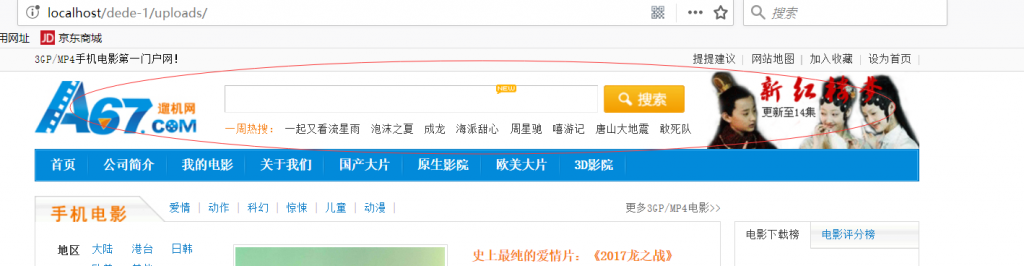 localhost/dede-1/uploads/ 搜索
用网址 JD 京东商城
3GP/MP4手机电影第一门户网! 提提建议 | 网站地图 | 加入收藏 | 设为首页 |
A67.COM 遛机网 NEW 搜索 新红楼梦 更新至14集
一周热搜: 一起又看流星雨 泡沫之夏 成龙 海派甜心 周星驰 嘻游记 唐山大地震 敢死队
首页 公司简介 我的电影 关于我们 国产大片 原生影院 欧美大片 3D影院
手机电影 爱情 | 动作 | 科幻 | 惊悚 | 儿童 | 动漫 | 更多3GP/MP4电影>>
电影下载榜 电影评分榜
地区 大陆 港台 日韩
史上最纯的爱情片：《2017龙之战》